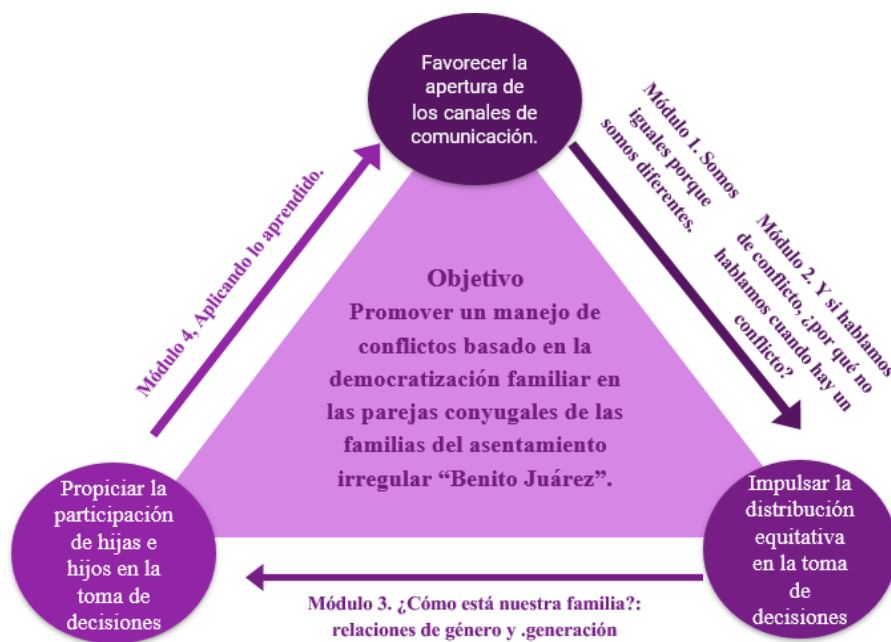 Favorecer la
apertura de
los canales de
comunicación.
Módulo 1. Somos
iguales porque
somos diferentes.
Módulo 2. Y si hablamos
de conflicto, ¿por qué no
hablamos cuando hay un
conflicto?
Módulo 4, Aplicando lo aprendido.
Objetivo
Promover un manejo de
conflictos basado en la
democratización familiar en
las parejas conyugales de las
familias del asentamiento
irregular “Benito Juárez”.
Propiciar la
participación
de hijas e
hijos en la
toma de
decisiones
Impulsar la
distribución
equitativa
en la toma
de
decisiones
Módulo 3. ¿Cómo está nuestra familia?:
relaciones de género y .generación